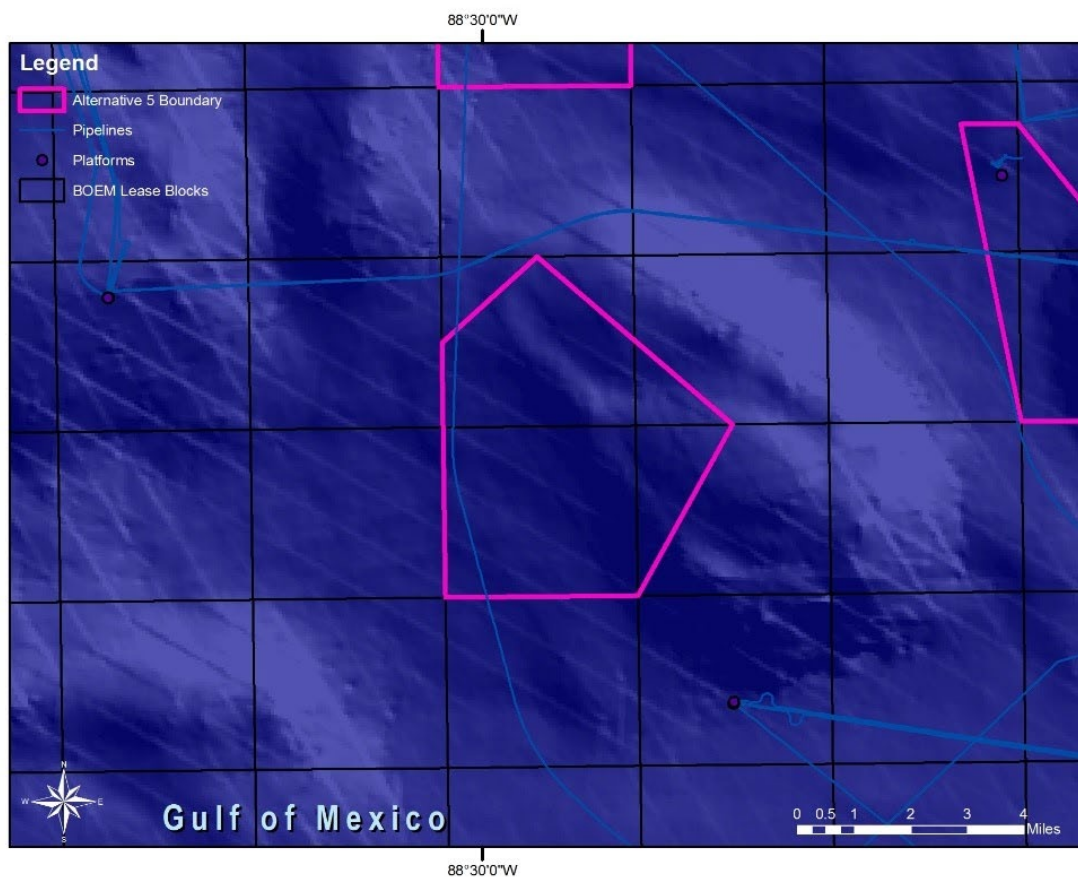 88°30'0"W
Legend
Alternative 5 Boundary
Pipelines
Platforms
BOEM Lease Blocks
N
W E
S
Gulf of Mexico
0 0.5 1 2 3 4
Miles
88°30'0"W